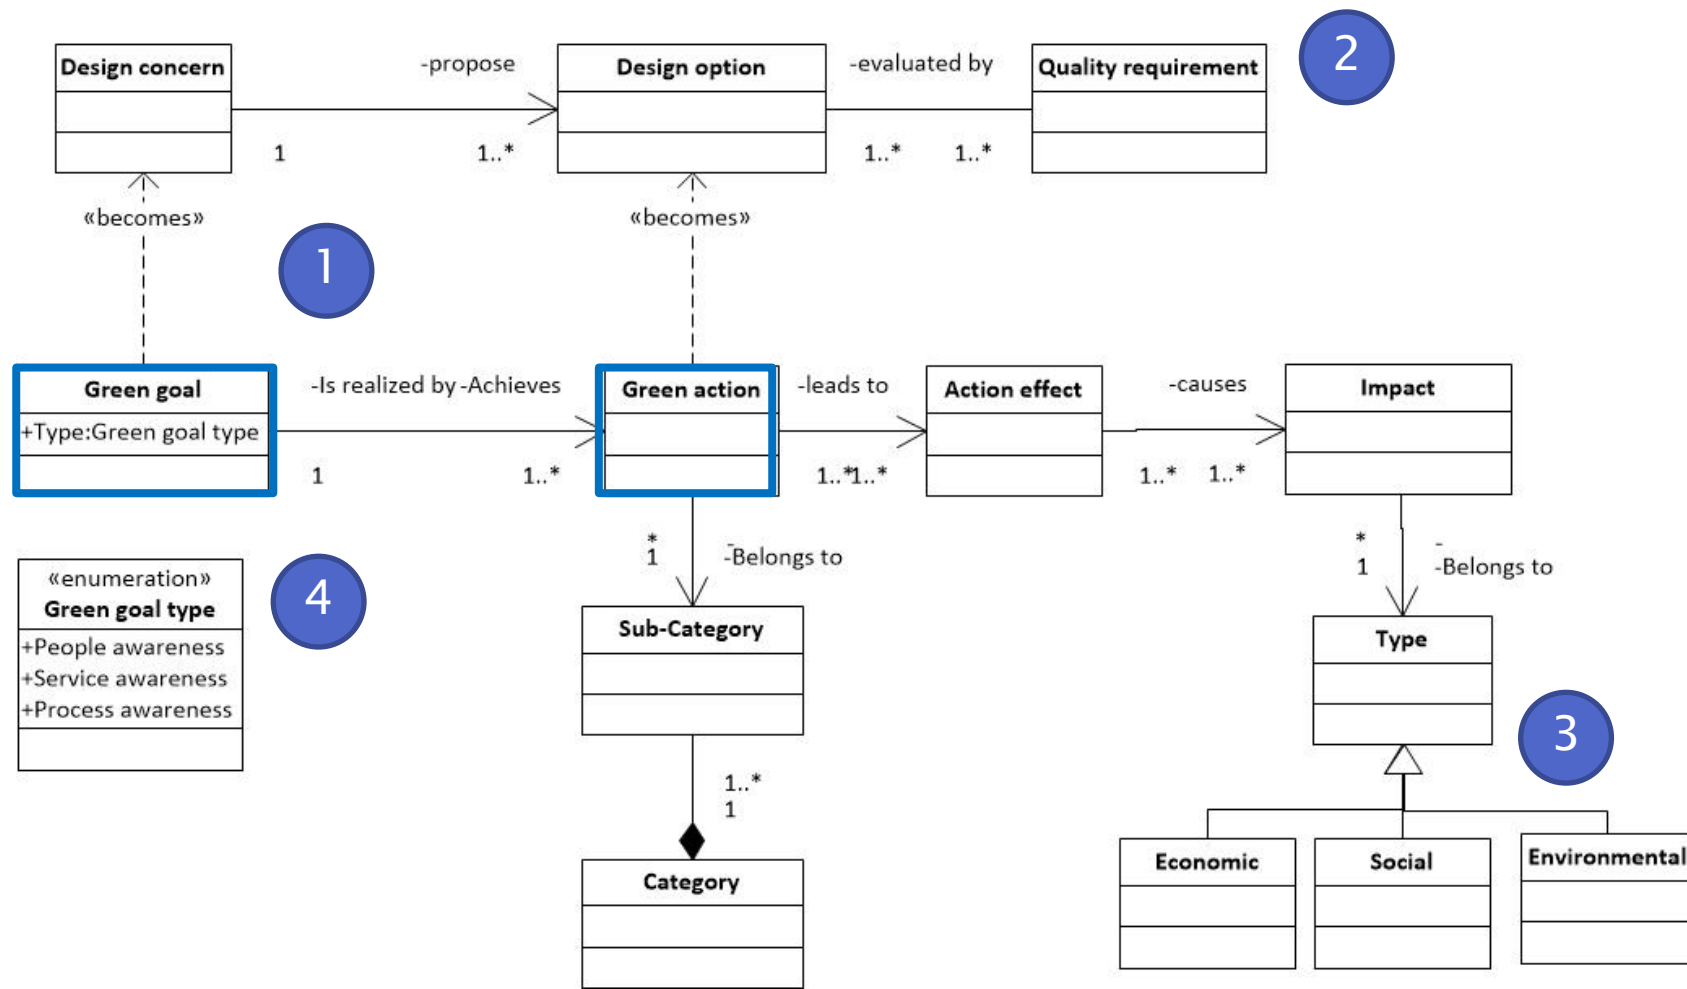 Design concern
-propose
Design option
-evaluated by
Quality requirement
2
1
1..*
1..*
1..*
«becomes»
«becomes»
1
Green goal
+Type:Green goal type
-Is realized by
-Achieves
1
1..*
Green action
-leads to
1..*
1..*
Action effect
-causes
1..*
1..*
Impact
*
1
-
-Belongs to
*
1
-
-Belongs to
«enumeration»
Green goal type
+People awareness
+Service awareness
+Process awareness
4
Sub-Category
Type
3
1..*
1
Category
Economic
Social
Environmental